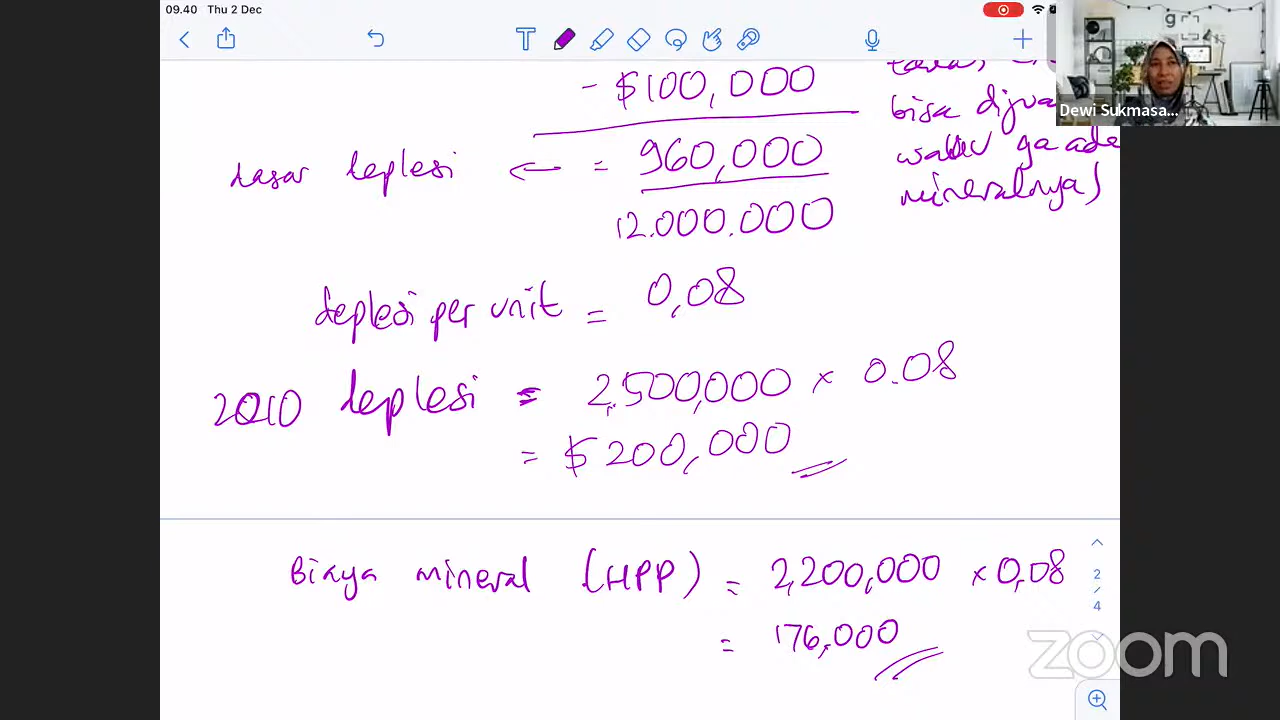 09.40 Thu 2 Dec
Dewi Sukmasa...
- $100,000
bisa dijua
dasar deplesi ← = 960,000
ga ada
mineralnya)
12.000.000
deplesi per unit = 0,08
2010 deplesi = 2,500,000 x 0.08
= $200,000
Biaya mineral (HPP) = 2,200,000 x 0,08
= 176,000
2
/
4
zoom